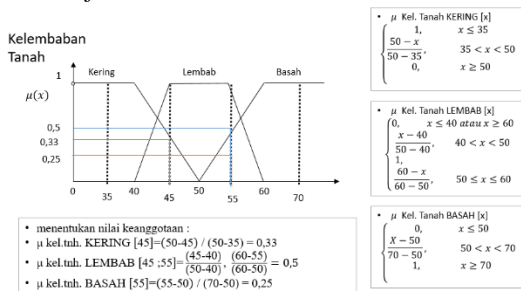 Kelembaban
Tanah
1
Kering
Lembab
Basah
μ(x)
0,5
0,33
0,25
0
35
40
45
50
55
60
70
• menentukan nilai keanggotaan :
• μ kel.tnh. KERING [45]=(50-45) / (50-35) = 0,33
• μ kel.tnh. LEMBAB [45 ;55]=(45-40)/(50-40), (60-55)/(60-50) = 0,5
• μ kel.tnh. BASAH [55]=(55-50) / (70-50) = 0,25
• μ Kel. Tanah KERING [x]
1, x ≤ 35
50 − x
50 − 35, 35 < x < 50
0, x ≥ 50
• μ Kel. Tanah LEMBAB [x]
0, x ≤ 40 atau x ≥ 60
x − 40
50 − 40, 40 < x < 50
1,
60 − x
60 − 50, 50 ≤ x ≤ 60
• μ Kel. Tanah BASAH [x]
0, x ≤ 50
X − 50
70 − 50, 50 < x < 70
1, x ≥ 70